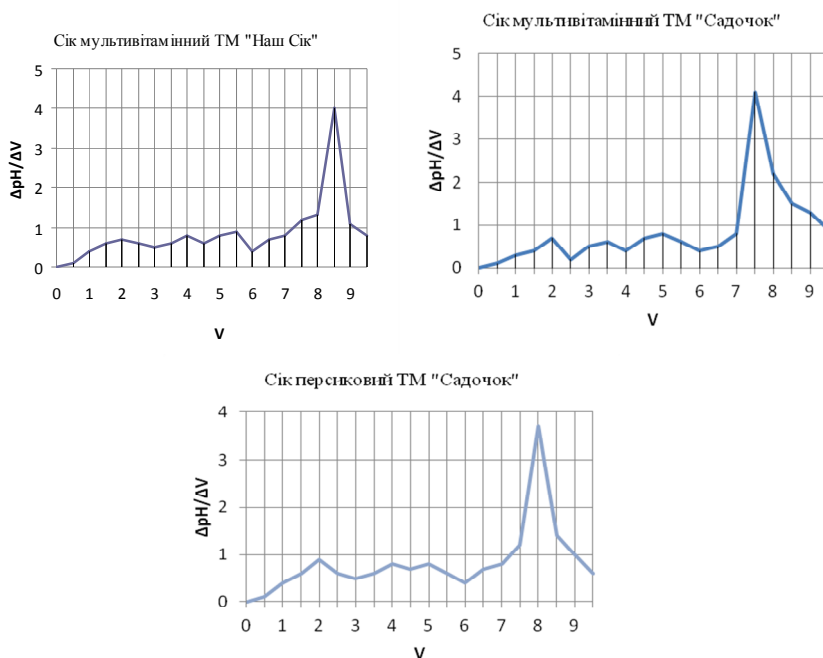 Сік мультивітамінний ТМ "Наш Сік"
5
4
3
2
1
0
ΔpH/ΔV
0 1 2 3 4 5 6 7 8 9
V
Сік мультивітамінний ТМ "Садочок"
5
4
3
2
1
0
ΔpH/ΔV
0 1 2 3 4 5 6 7 8 9
V
Сік персиковий ТМ "Садочок"
4
3
2
1
0
ΔpH/ΔV
0 1 2 3 4 5 6 7 8 9
V